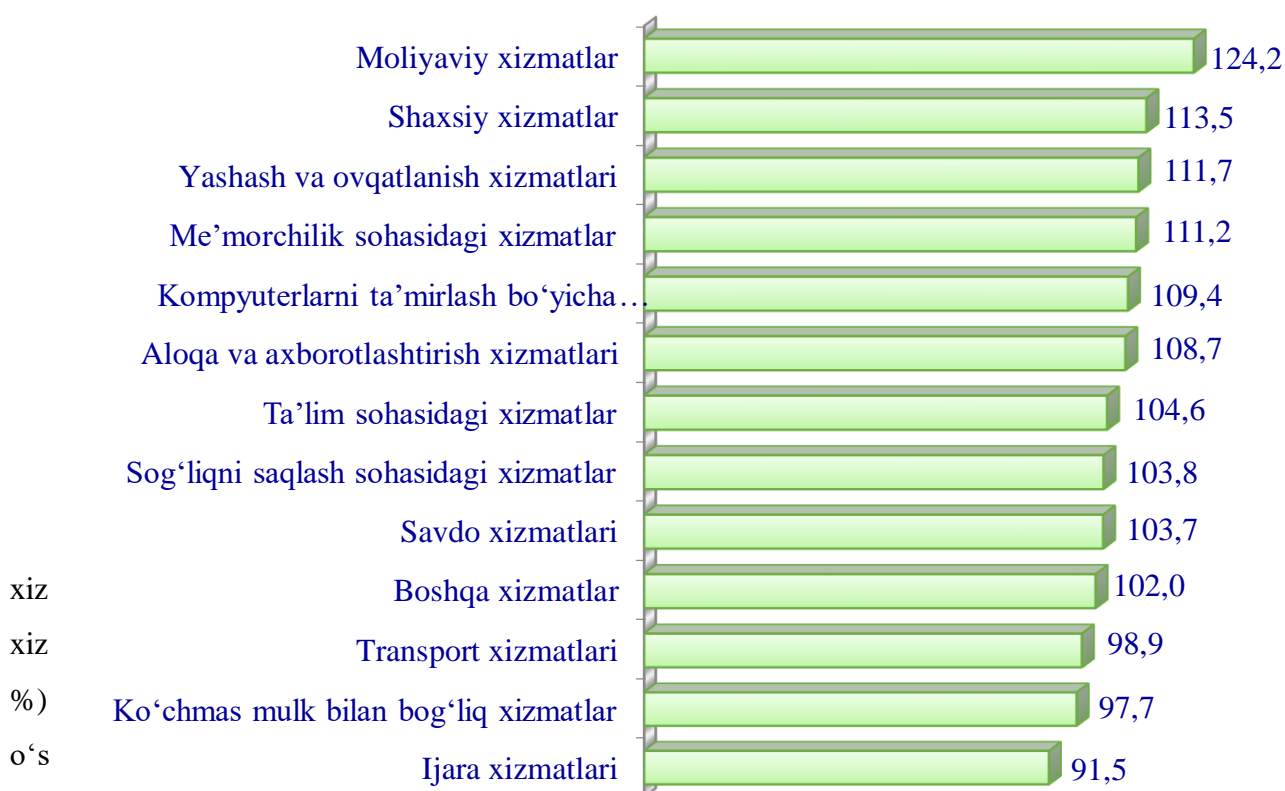 Moliyaviy xizmatlar 124,2
Shaxsiy xizmatlar 113,5
Yashash va ovqatlanish xizmatlari 111,7
Me’morchilik sohasidagi xizmatlar 111,2
Kompyuterlarni ta’mirlash bo‘yicha… 109,4
Aloqa va axborotlashtirish xizmatlari 108,7
Ta’lim sohasidagi xizmatlar 104,6
Sog‘liqni saqlash sohasidagi xizmatlar 103,8
Savdo xizmatlari 103,7
xiz Boshqa xizmatlar 102,0
xiz Transport xizmatlari 98,9
%) Ko‘chmas mulk bilan bog‘liq xizmatlar 97,7
o‘s Ijara xizmatlari 91,5